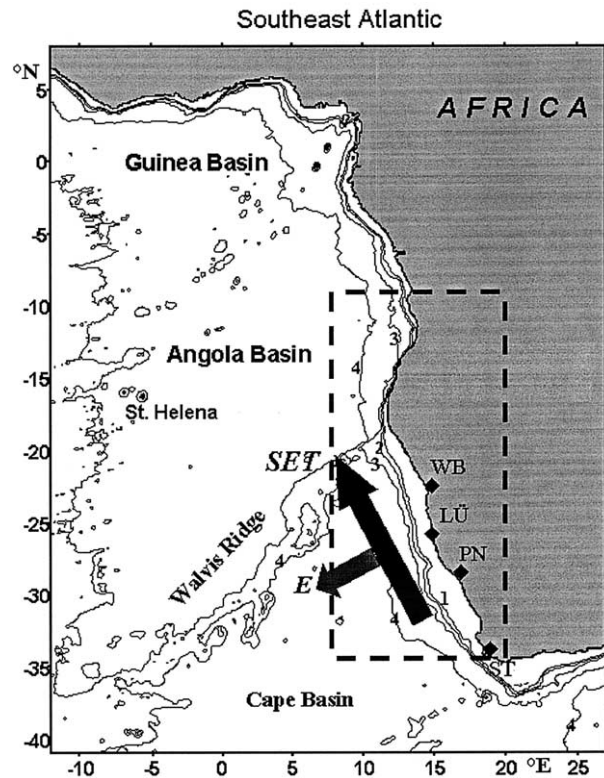 Southeast Atlantic
°N
5
0
-5
-10
-15
-20
-25
-30
-35
-40
AFRICA
Guinea Basin
Angola Basin
St. Helena
3
4
SET
2
3
WB
LÜ
PN
Walvis Ridge
4
E
1
4
ST
Cape Basin
4
-10
-5
0
5
10
15
20
°E
25